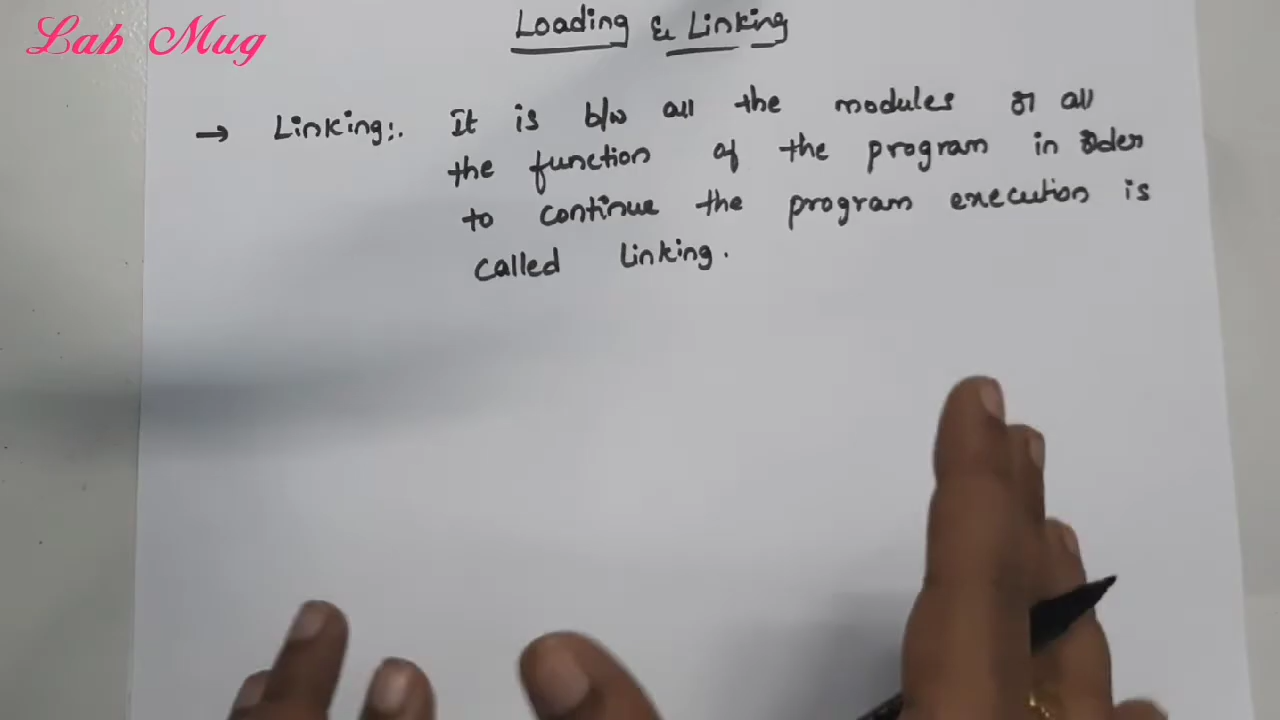 Lab Mug
Loading & Linking
→ Linking:. It is b/w all the modules or all
the function of the program in order
to continue the program execution is
called Linking.